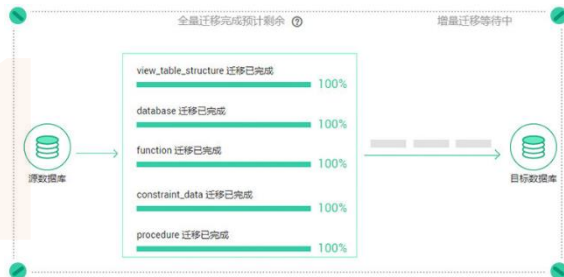 全量迁移完成预计剩余 ?
增量迁移等待中
view_table_structure 迁移已完成
100%
database 迁移已完成
100%
function 迁移已完成
100%
constraint_data 迁移已完成
100%
procedure 迁移已完成
100%
源数据库
目标数据库